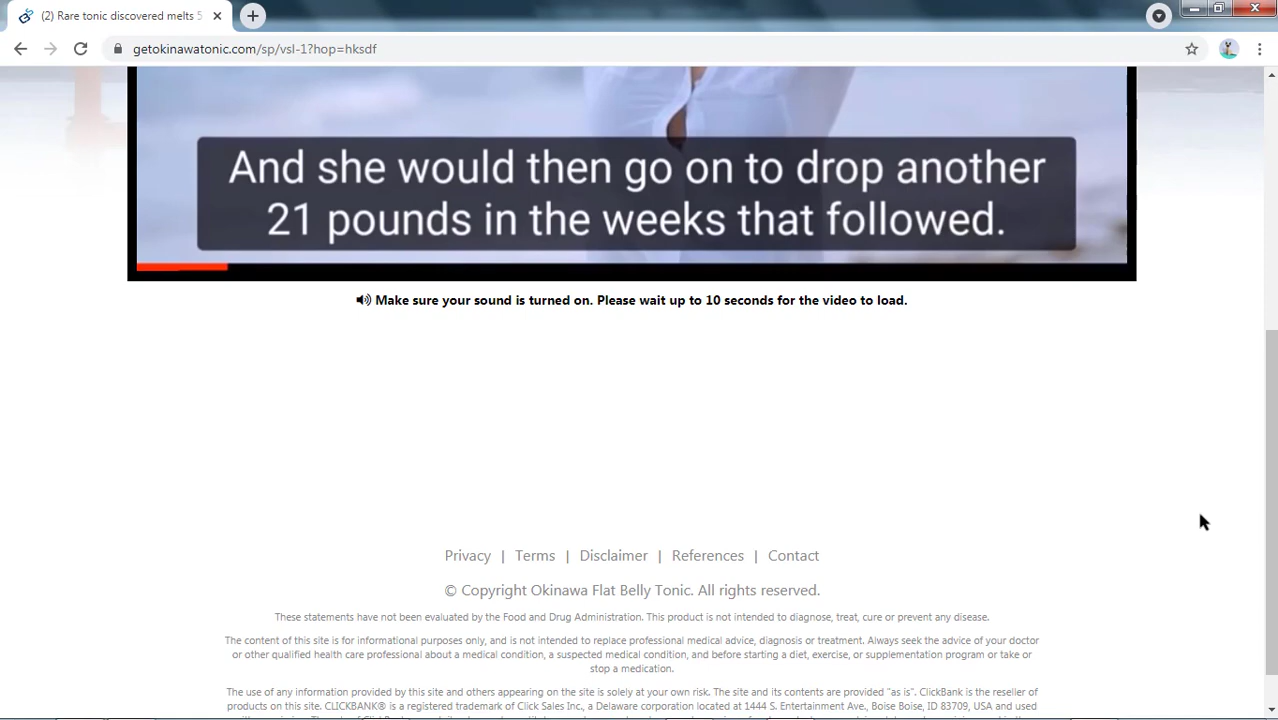 (2) Rare tonic discovered melts 5
getokinawatonic.com/sp/vsl-1?hop=hksdf
And she would then go on to drop another
21 pounds in the weeks that followed.
Make sure your sound is turned on. Please wait up to 10 seconds for the video to load.
Privacy | Terms | Disclaimer | References | Contact
© Copyright Okinawa Flat Belly Tonic. All rights reserved.
These statements have not been evaluated by the Food and Drug Administration. This product is not intended to diagnose, treat, cure or prevent any disease.
The content of this site is for informational purposes only, and is not intended to replace professional medical advice, diagnosis or treatment. Always seek the advice of your doctor
or other qualified health care professional about a medical condition, a suspected medical condition, and before starting a diet, exercise, or supplementation program or take or
stop a medication.
The use of any information provided by this site and others appearing on the site is solely at your own risk. The site and its contents are provided "as is". ClickBank is the reseller of
products on this site. CLICKBANK® is a registered trademark of Click Sales Inc., a Delaware corporation located at 1444 S. Entertainment Ave., Boise Boise, ID 83709, USA and used